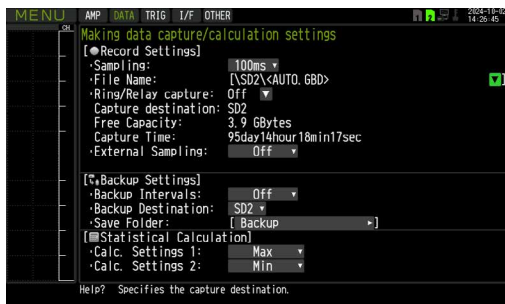 MENU AMP DATA TRIG I/F OTHER
2024-10-02
14:26:45
CH
Making data capture/calculation settings
[●Record Settings]
·Sampling: 100ms ▼
·File Name: [\SD2\<AUTO.GBD> ▼]
·Ring/Relay capture: Off ▼
Capture destination: SD2
Free Capacity: 3.9 GBytes
Capture Time: 95day14hour18min17sec
·External Sampling: Off ▼
[Backup Settings]
·Backup Intervals: Off ▼
·Backup Destination: SD2 ▼
·Save Folder: [ Backup ▸]
[Statistical Calculation]
·Calc. Settings 1: Max ▼
·Calc. Settings 2: Min ▼
Help? Specifies the capture destination.